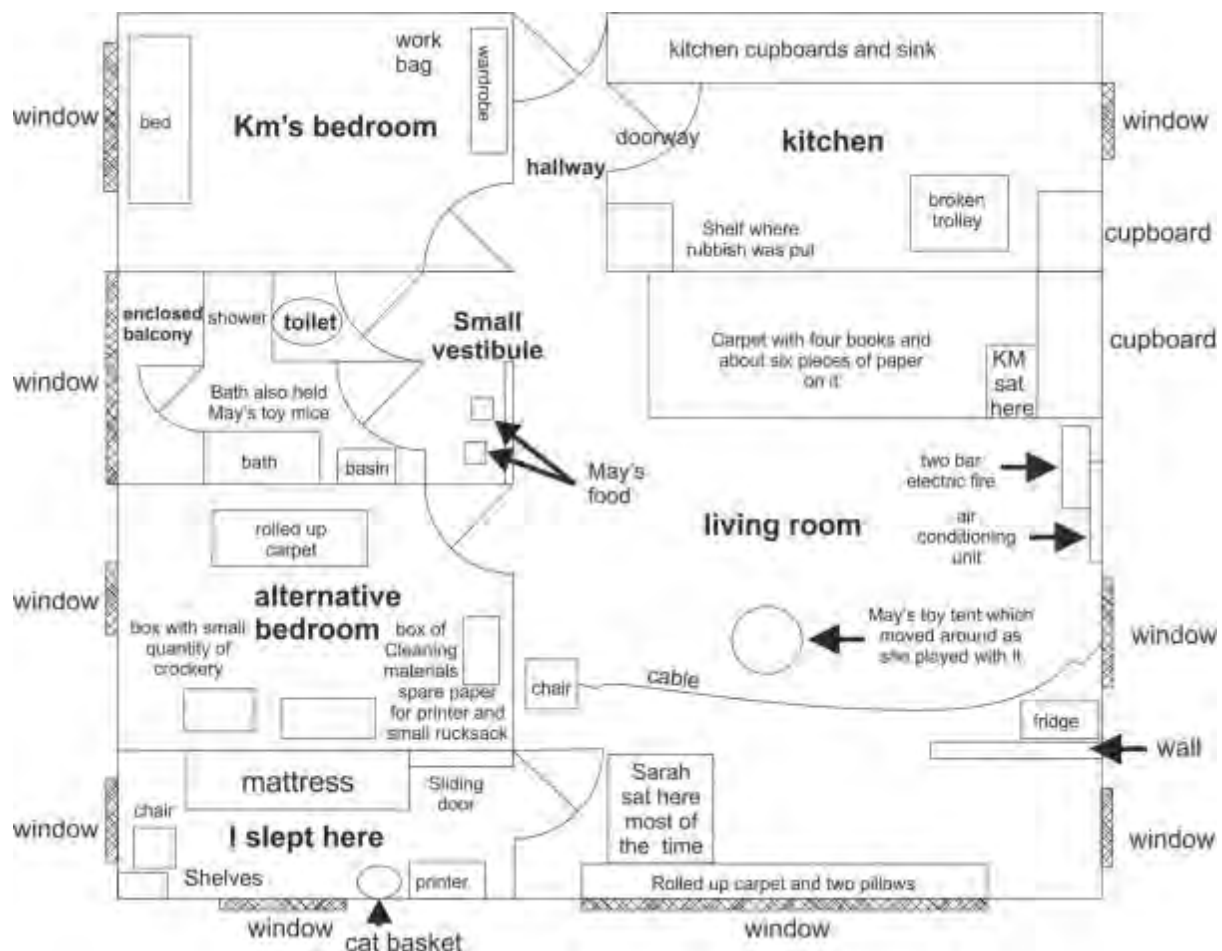 work
bag
wardrobe
kitchen cupboards and sink
window
bed
Km's bedroom
doorway
hallway
kitchen
window
broken
trolley
Shelf where
rubbish was put
cupboard
enclosed
balcony
shower
toilet
Small
vestibule
Carpet with four books and
about six pieces of paper
on it
cupboard
KM
sat
here
window
Bath also held
May's toy mice
bath
basin
May's
food
two bar
electric fire
living room
air
conditioning
unit
rolled up
carpet
window
alternative
bedroom
box with small
quantity of
crockery
box of
Cleaning
materials
spare paper
for printer and
small rucksack
May's toy tent which
moved around as
she played with it
window
chair
cable
fridge
wall
mattress
Sliding
door
Sarah
sat here
most of
the time
window
chair
I slept here
window
Shelves
printer
Rolled up carpet and two pillows
window
cat basket
window